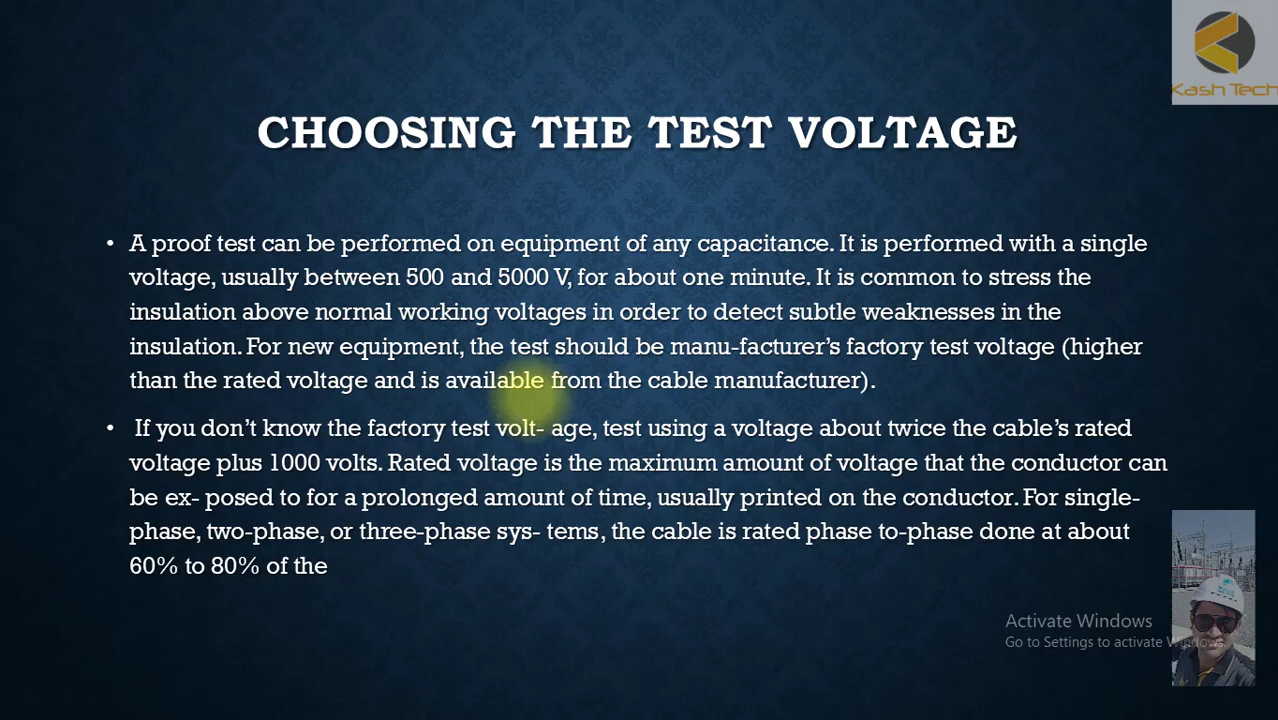 Kash Tech
CHOOSING THE TEST VOLTAGE
• A proof test can be performed on equipment of any capacitance. It is performed with a single
voltage, usually between 500 and 5000 V, for about one minute. It is common to stress the
insulation above normal working voltages in order to detect subtle weaknesses in the
insulation. For new equipment, the test should be manu-facturer’s factory test voltage (higher
than the rated voltage and is available from the cable manufacturer).
• If you don’t know the factory test volt- age, test using a voltage about twice the cable’s rated
voltage plus 1000 volts. Rated voltage is the maximum amount of voltage that the conductor can
be ex- posed to for a prolonged amount of time, usually printed on the conductor. For single-
phase, two-phase, or three-phase sys- tems, the cable is rated phase to-phase done at about
60% to 80% of the
Activate Windows
Go to Settings to activate Windows.